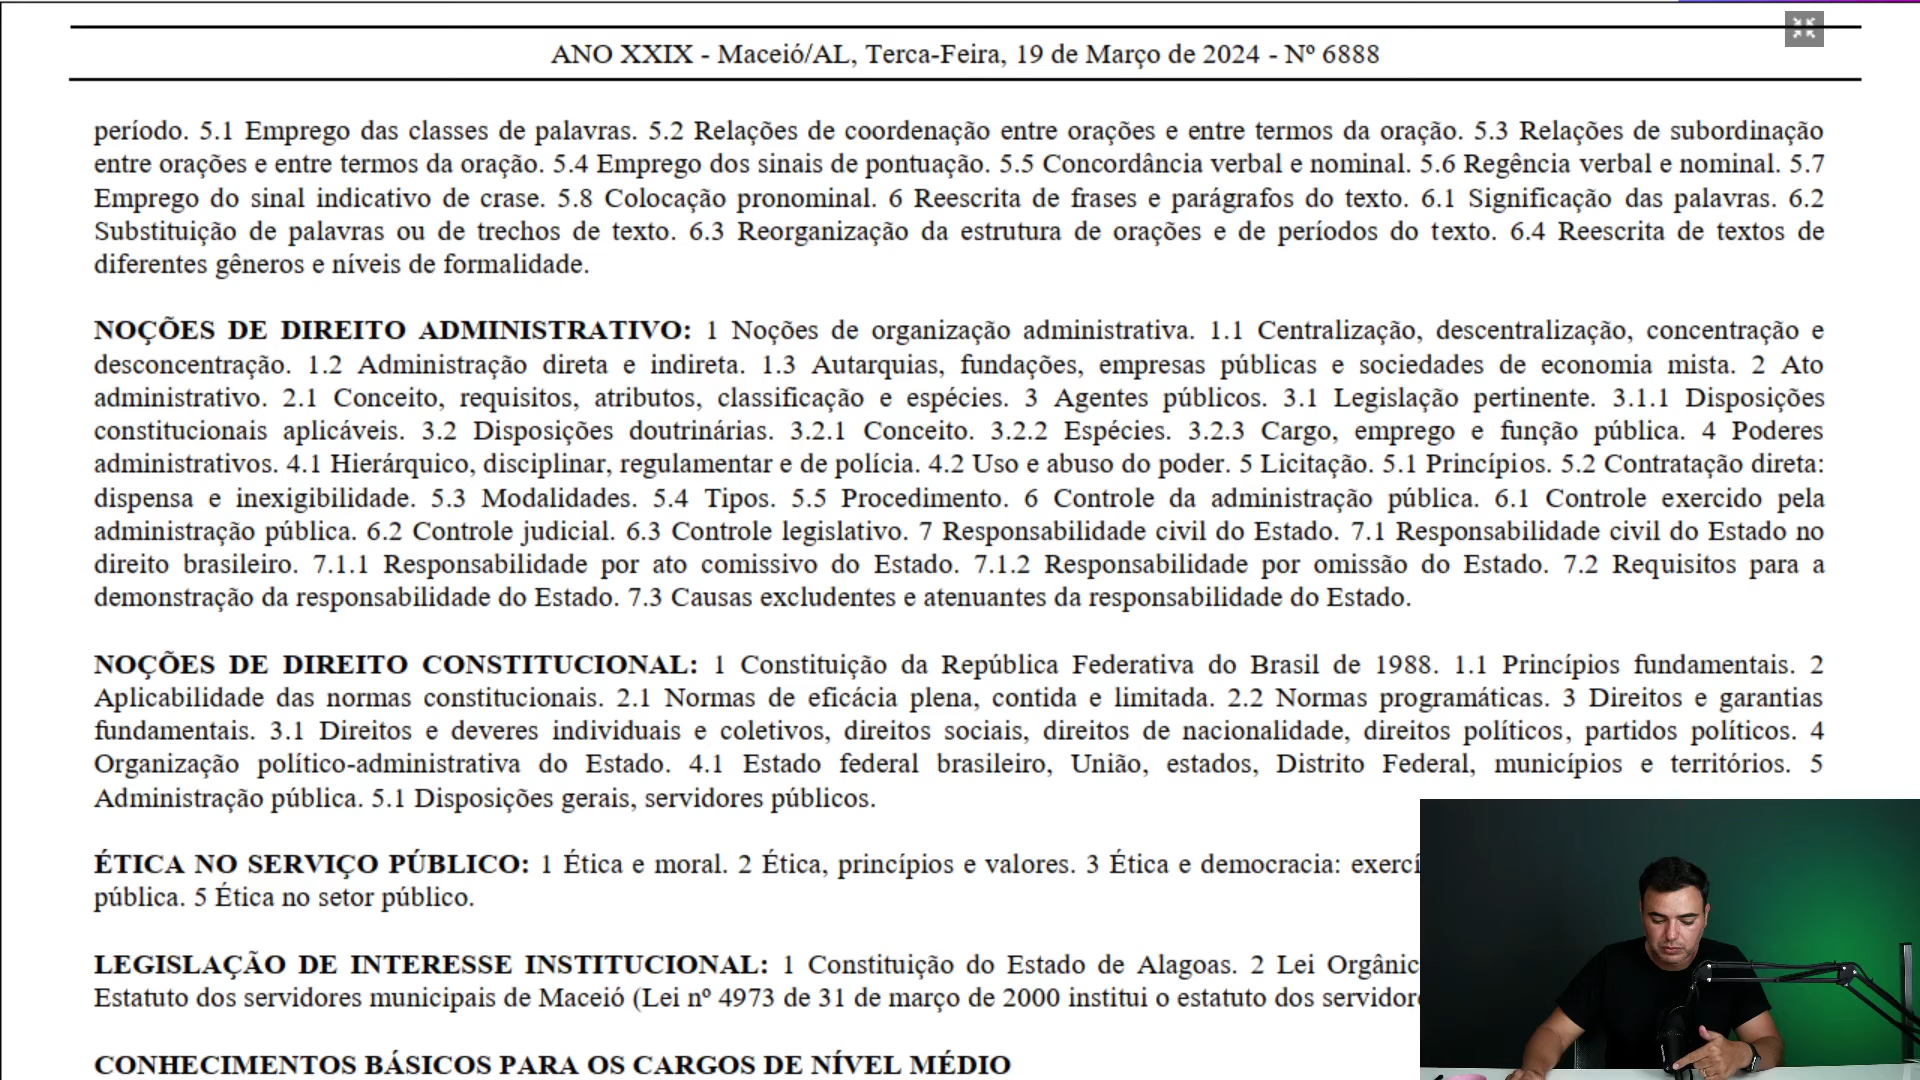 ANO XXIX - Maceió/AL, Terca-Feira, 19 de Março de 2024 - Nº 6888
período. 5.1 Emprego das classes de palavras. 5.2 Relações de coordenação entre orações e entre termos da oração. 5.3 Relações de subordinação
entre orações e entre termos da oração. 5.4 Emprego dos sinais de pontuação. 5.5 Concordância verbal e nominal. 5.6 Regência verbal e nominal. 5.7
Emprego do sinal indicativo de crase. 5.8 Colocação pronominal. 6 Reescrita de frases e parágrafos do texto. 6.1 Significação das palavras. 6.2
Substituição de palavras ou de trechos de texto. 6.3 Reorganização da estrutura de orações e de períodos do texto. 6.4 Reescrita de textos de
diferentes gêneros e níveis de formalidade.
NOÇÕES DE DIREITO ADMINISTRATIVO: 1 Noções de organização administrativa. 1.1 Centralização, descentralização, concentração e
desconcentração. 1.2 Administração direta e indireta. 1.3 Autarquias, fundações, empresas públicas e sociedades de economia mista. 2 Ato
administrativo. 2.1 Conceito, requisitos, atributos, classificação e espécies. 3 Agentes públicos. 3.1 Legislação pertinente. 3.1.1 Disposições
constitucionais aplicáveis. 3.2 Disposições doutrinárias. 3.2.1 Conceito. 3.2.2 Espécies. 3.2.3 Cargo, emprego e função pública. 4 Poderes
administrativos. 4.1 Hierárquico, disciplinar, regulamentar e de polícia. 4.2 Uso e abuso do poder. 5 Licitação. 5.1 Princípios. 5.2 Contratação direta:
dispensa e inexigibilidade. 5.3 Modalidades. 5.4 Tipos. 5.5 Procedimento. 6 Controle da administração pública. 6.1 Controle exercido pela
administração pública. 6.2 Controle judicial. 6.3 Controle legislativo. 7 Responsabilidade civil do Estado. 7.1 Responsabilidade civil do Estado no
direito brasileiro. 7.1.1 Responsabilidade por ato comissivo do Estado. 7.1.2 Responsabilidade por omissão do Estado. 7.2 Requisitos para a
demonstração da responsabilidade do Estado. 7.3 Causas excludentes e atenuantes da responsabilidade do Estado.
NOÇÕES DE DIREITO CONSTITUCIONAL: 1 Constituição da República Federativa do Brasil de 1988. 1.1 Princípios fundamentais. 2
Aplicabilidade das normas constitucionais. 2.1 Normas de eficácia plena, contida e limitada. 2.2 Normas programáticas. 3 Direitos e garantias
fundamentais. 3.1 Direitos e deveres individuais e coletivos, direitos sociais, direitos de nacionalidade, direitos políticos, partidos políticos. 4
Organização político-administrativa do Estado. 4.1 Estado federal brasileiro, União, estados, Distrito Federal, municípios e territórios. 5
Administração pública. 5.1 Disposições gerais, servidores públicos.
ÉTICA NO SERVIÇO PÚBLICO: 1 Ética e moral. 2 Ética, princípios e valores. 3 Ética e democracia: exercí
pública. 5 Ética no setor público.
LEGISLAÇÃO DE INTERESSE INSTITUCIONAL: 1 Constituição do Estado de Alagoas. 2 Lei Orgânic
Estatuto dos servidores municipais de Maceió (Lei nº 4973 de 31 de março de 2000 institui o estatuto dos servidor
CONHECIMENTOS BÁSICOS PARA OS CARGOS DE NÍVEL MÉDIO